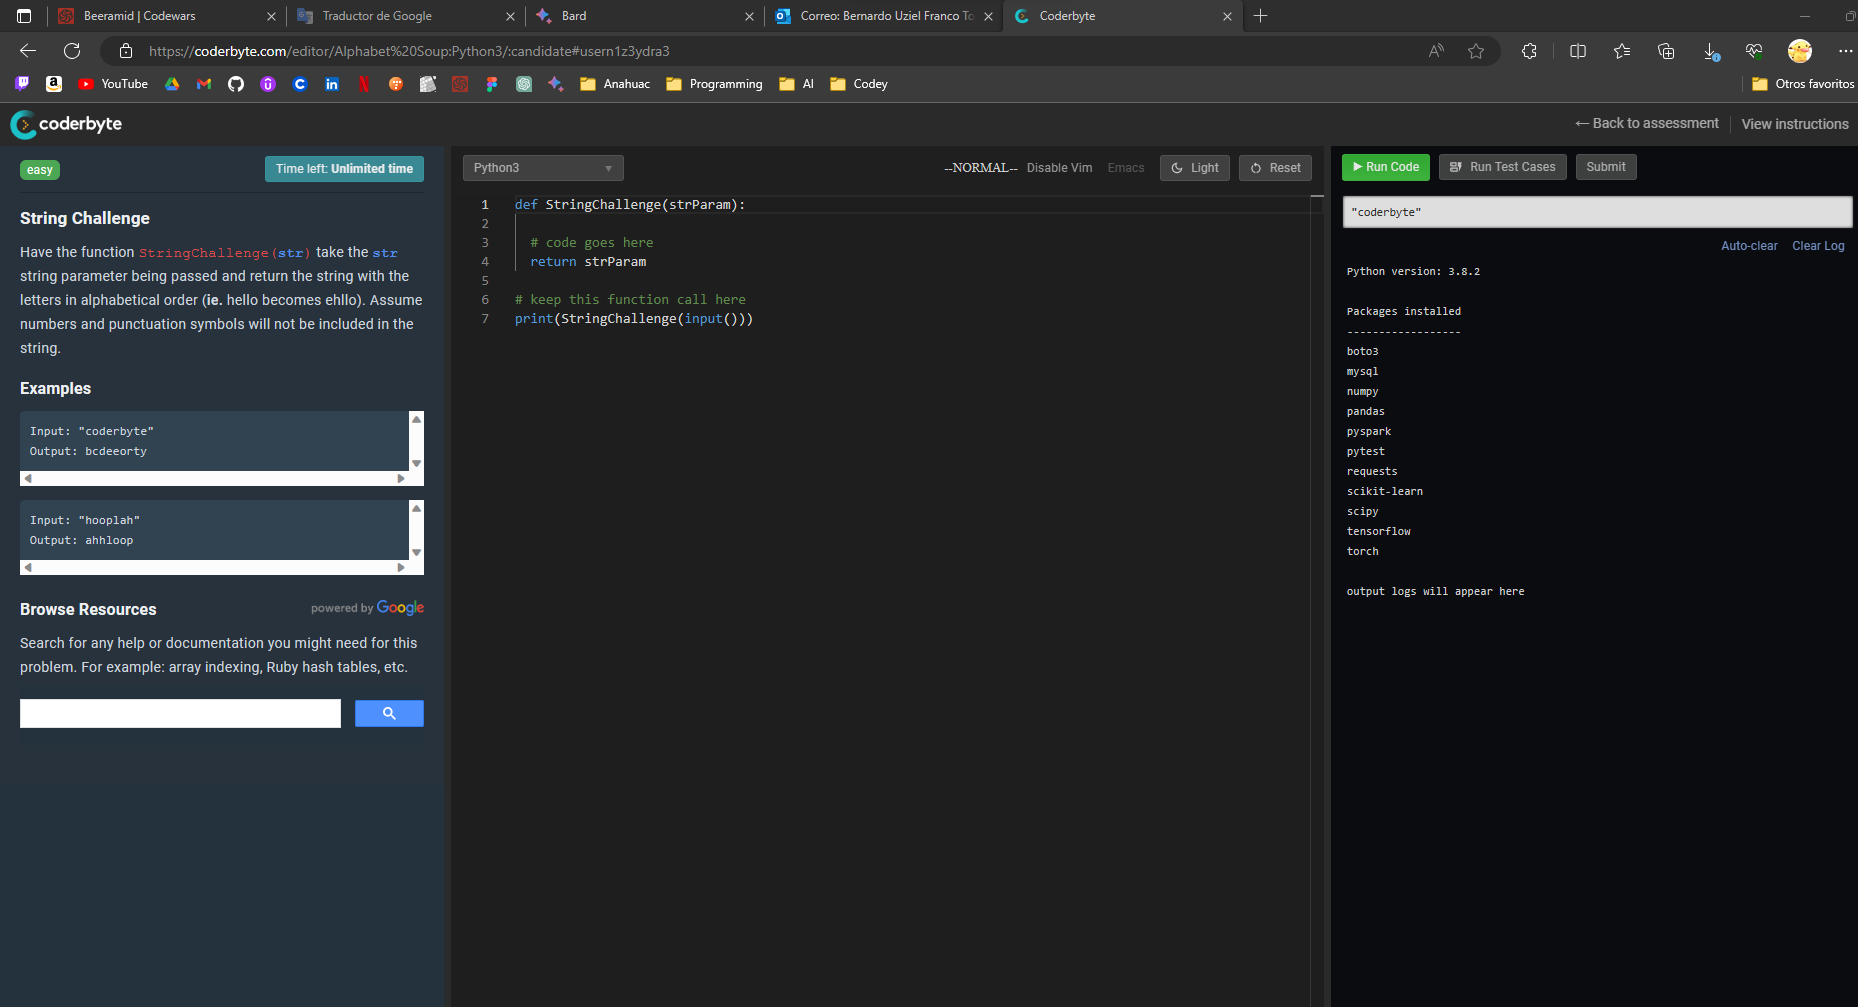 Beeramid | Codewars
Traductor de Google
Bard
Correo: Bernardo Uziel Franco To
Coderbyte
https://coderbyte.com/editor/Alphabet%20Soup:Python3/:candidate#usern1z3ydra3
YouTube
Anahuac
Programming
AI
Codey
Otros favoritos
coderbyte
← Back to assessment
View instructions
easy
Time left: Unlimited time
String Challenge
Have the function StringChallenge(str) take the str
string parameter being passed and return the string with the
letters in alphabetical order (ie. hello becomes ehllo). Assume
numbers and punctuation symbols will not be included in the
string.
Examples
Input: "coderbyte"
Output: bcdeeorty
Input: "hooplah"
Output: ahhloop
Browse Resources
powered by Google
Search for any help or documentation you might need for this
problem. For example: array indexing, Ruby hash tables, etc.
Python3
--NORMAL--
Disable Vim
Emacs
Light
Reset
1 def StringChallenge(strParam):
2
3 # code goes here
4 return strParam
5
6 # keep this function call here
7 print(StringChallenge(input()))
Run Code
Run Test Cases
Submit
"coderbyte"
Auto-clear
Clear Log
Python version: 3.8.2
Packages installed
------------------
boto3
mysql
numpy
pandas
pyspark
pytest
requests
scikit-learn
scipy
tensorflow
torch
output logs will appear here